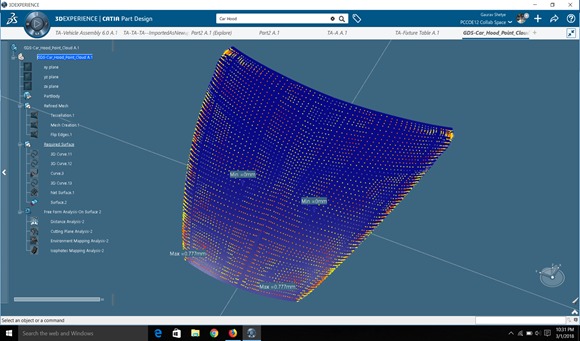 3DEXPERIENCE
3DEXPERIENCE | CATIA Part Design
Car Hood
Gaurav Shetye
PCCOE12 Collab Space
TA-Vehicle Assembly 6.0 A.1
TA-TA-TA---ImportedAsNew
Part2 A.1 (Explore)
Part2 A.1
TA-A A.1
TA-Fixture Table A.1
GDS-Car_Hood_Point_Cloud A.1
GDS-Car_Hood_Point_Cloud A.1
GDS-Car_Hood_Point_Cloud A.1
xy plane
yz plane
zx plane
PartBody
Refined Mesh
Tessellation.1
Mesh Creation.1
Flip Edges.1
Required Surface
3D Curve.11
3D Curve.12
Curve.3
3D Curve.13
Net Surface.1
Surface.2
Free Form Analysis On Surface 2
Distance Analysis-2
Cutting Plane Analysis-2
Environment Mapping Analysis-2
Isophotes Mapping Analysis-2
Min =0mm
Min =0mm
Max =0.777mm
Max =0.777mm
Select an object or a command
Search the web and Windows
10:31 PM
3/1/2018